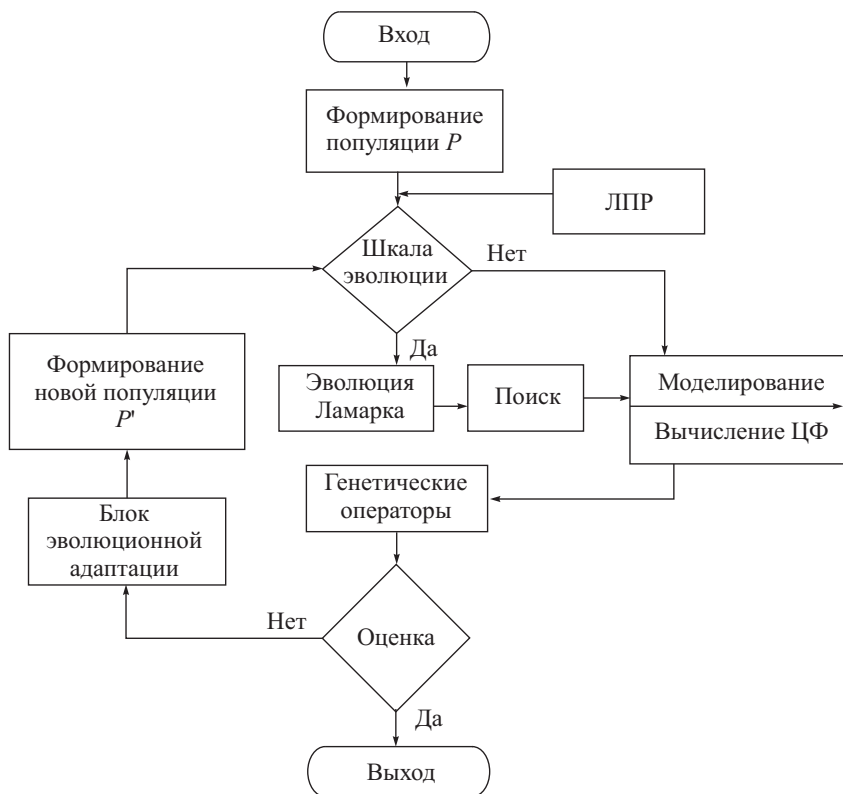 Вход
Формирование
популяции P
ЛПР
Шкала
эволюции
Нет
Да
Формирование
новой популяции
P'
Эволюция
Ламарка
Поиск
Моделирование
Вычисление ЦФ
Генетические
операторы
Блок
эволюционной
адаптации
Нет
Оценка
Да
Выход